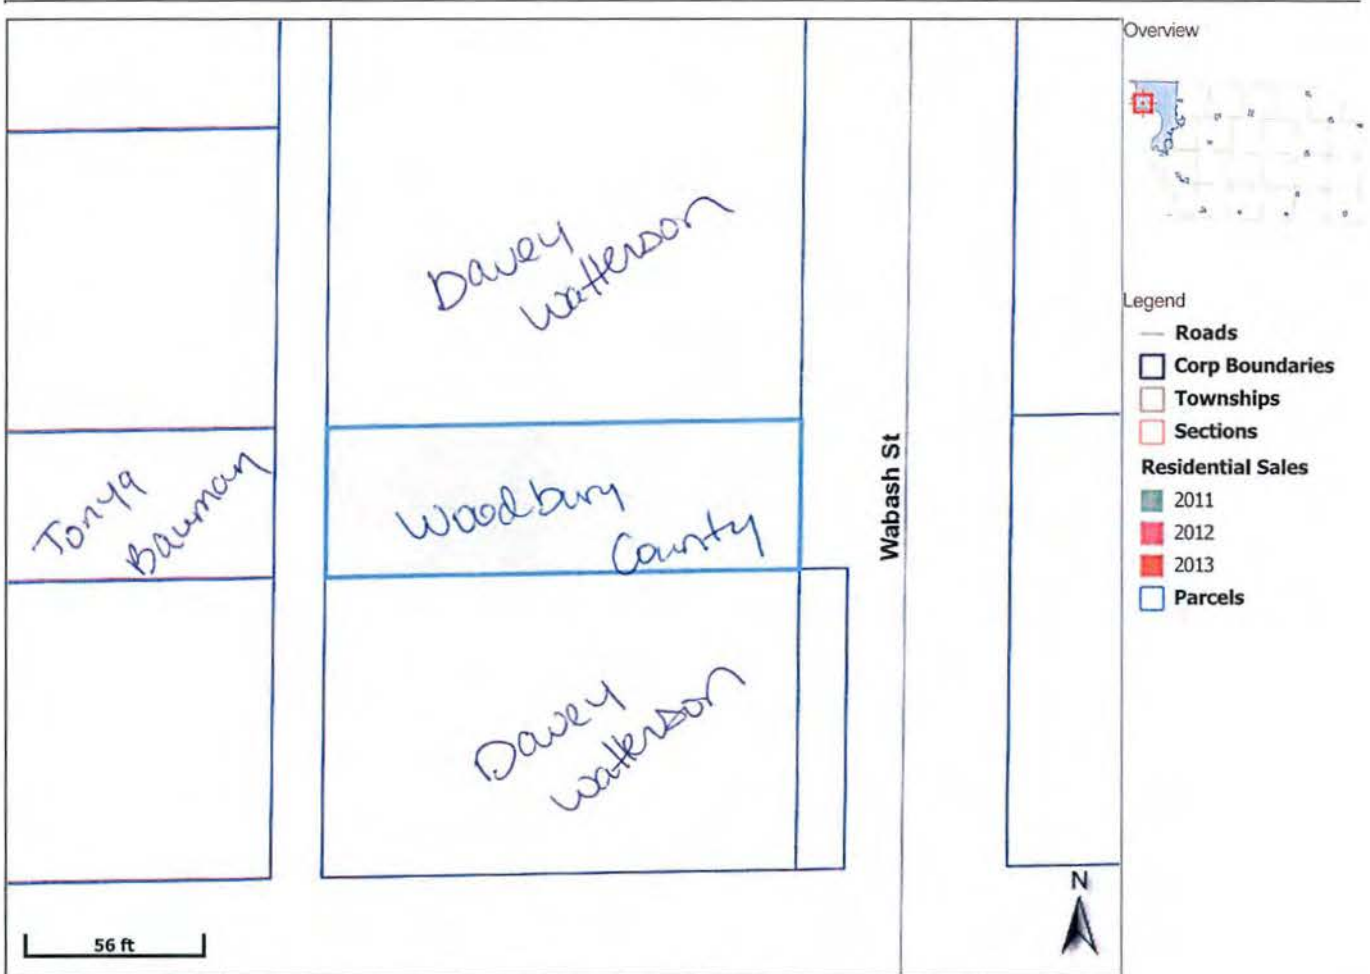 Overview
Davey
Watterson
Legend
Roads
Corp Boundaries
Townships
Sections
Residential Sales
2011
2012
2013
Parcels
Tonya
Bauman
Woodbury
County
Wabash St
Davey
Watterson
N
56 ft